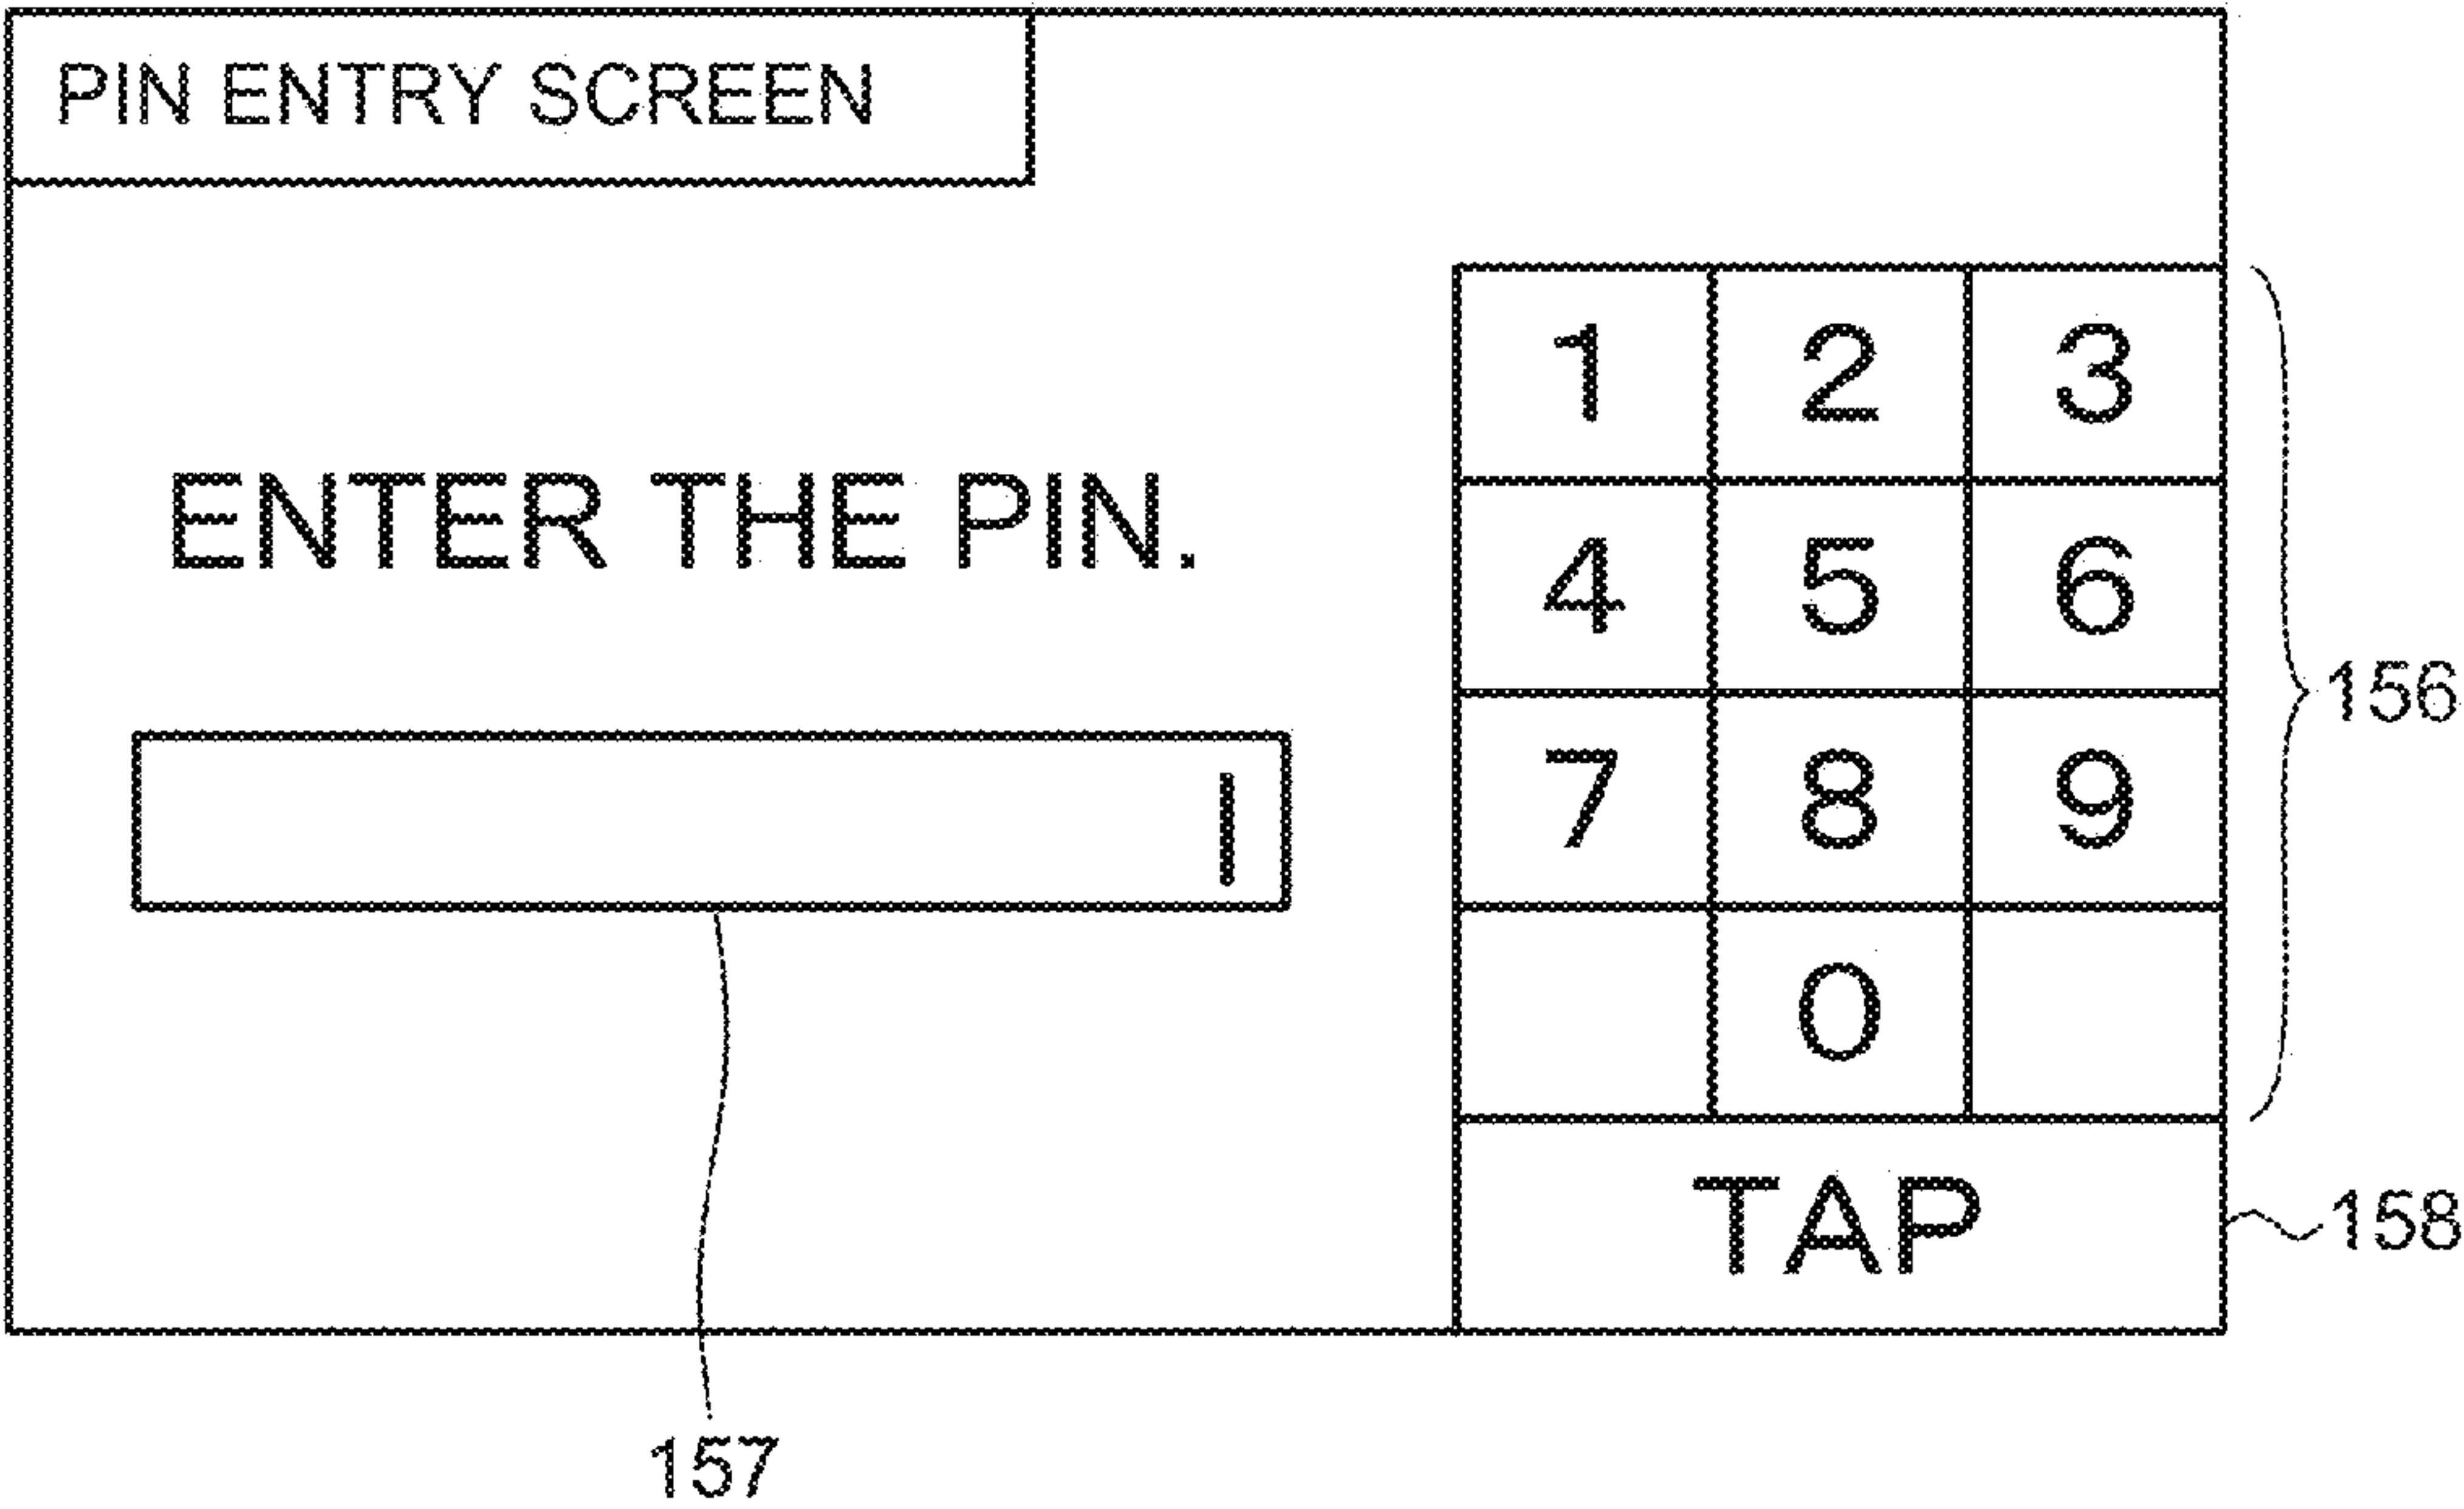 PIN ENTRY SCREEN
ENTER THE PIN.
1 2 3
4 5 6
7 8 9
0
TAP
156
158
157